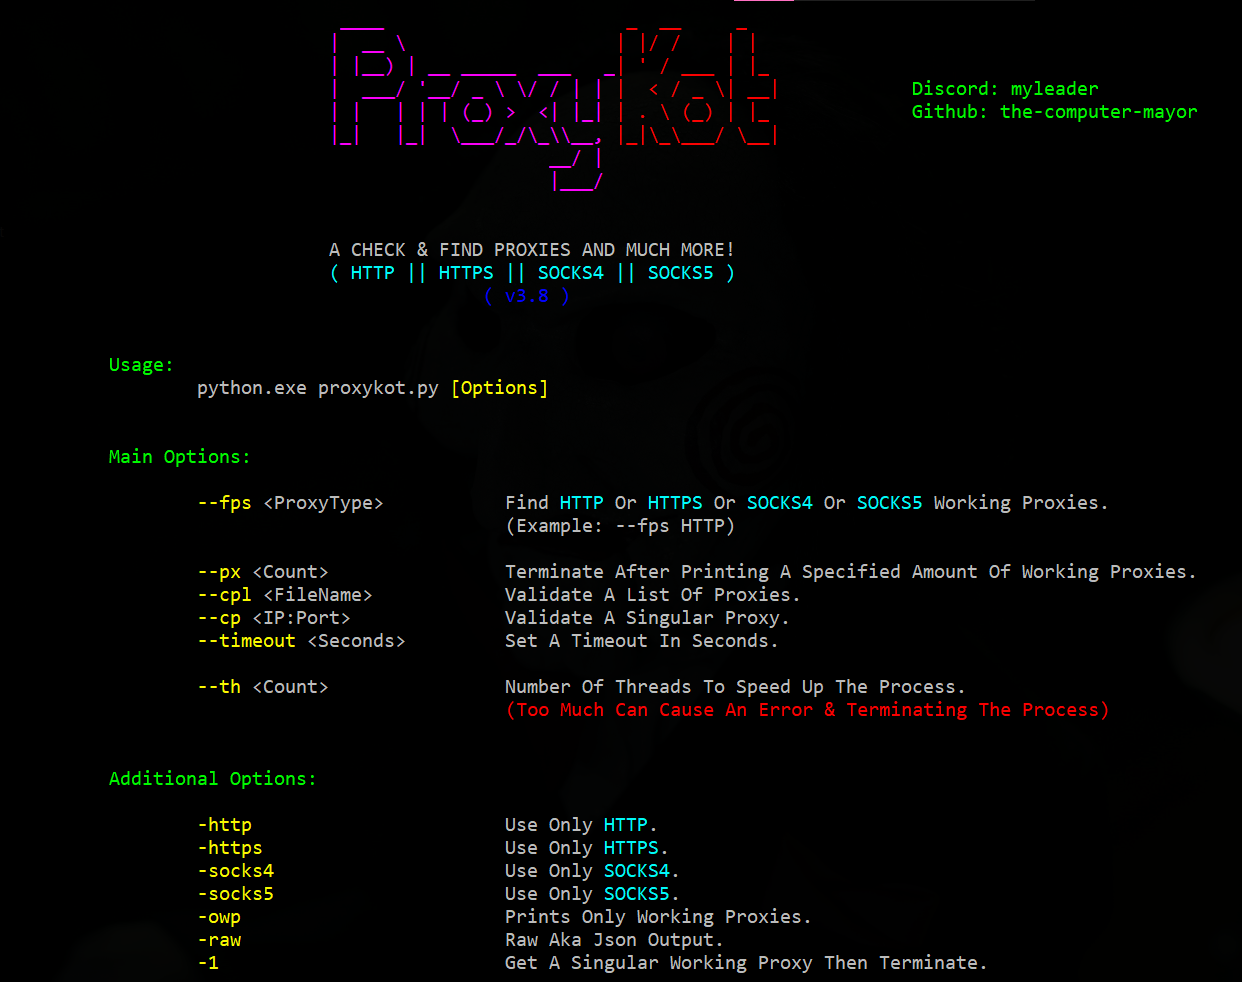 ProxyKot
Discord: myleader
Github: the-computer-mayor
A CHECK & FIND PROXIES AND MUCH MORE!
( HTTP || HTTPS || SOCKS4 || SOCKS5 )
( v3.8 )
Usage:
python.exe proxykot.py [Options]
Main Options:
--fps <ProxyType> Find HTTP Or HTTPS Or SOCKS4 Or SOCKS5 Working Proxies.
(Example: --fps HTTP)
--px <Count> Terminate After Printing A Specified Amount Of Working Proxies.
--cpl <FileName> Validate A List Of Proxies.
--cp <IP:Port> Validate A Singular Proxy.
--timeout <Seconds> Set A Timeout In Seconds.
--th <Count> Number Of Threads To Speed Up The Process.
(Too Much Can Cause An Error & Terminating The Process)
Additional Options:
-http Use Only HTTP.
-https Use Only HTTPS.
-socks4 Use Only SOCKS4.
-socks5 Use Only SOCKS5.
-owp Prints Only Working Proxies.
-raw Raw Aka Json Output.
-1 Get A Singular Working Proxy Then Terminate.